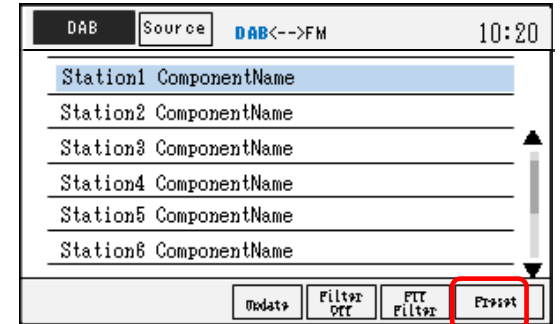 DAB Source DAB<-->FM 10:20
Station1 ComponentName
Station2 ComponentName
Station3 ComponentName
Station4 ComponentName
Station5 ComponentName
Station6 ComponentName
Update Filter Off PTY Filter Preset